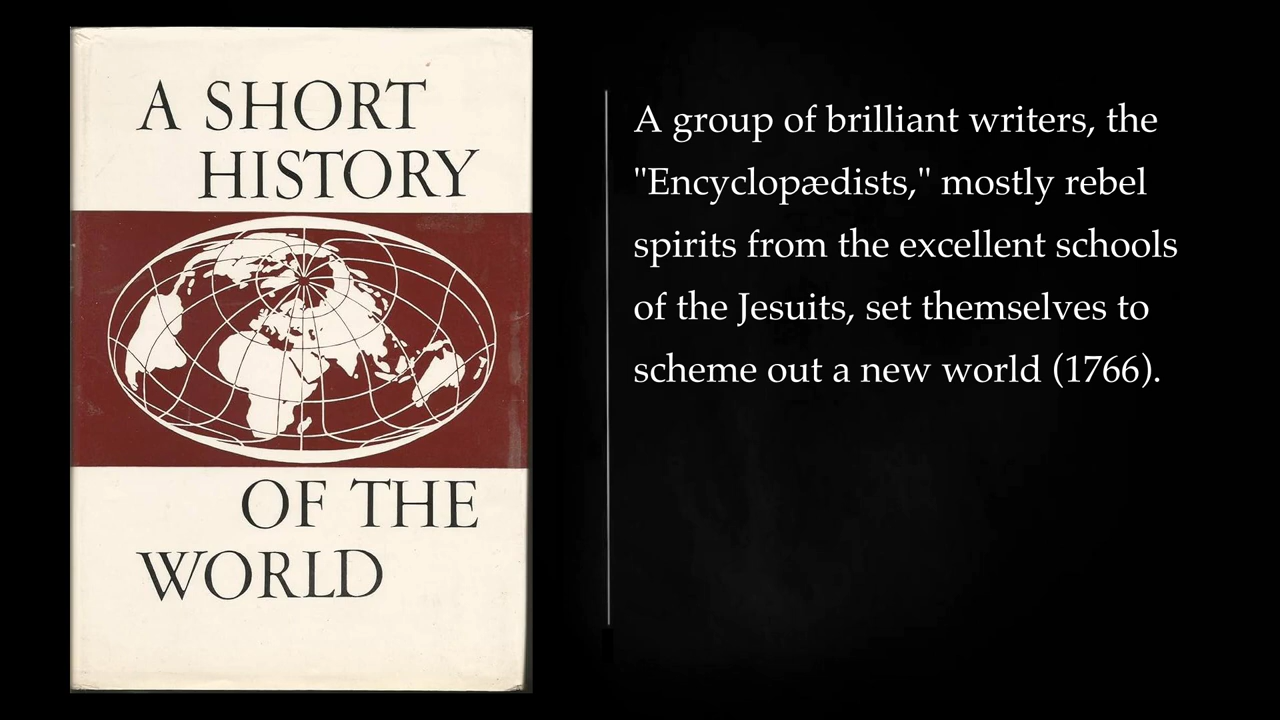 A SHORT
HISTORY
OF THE
WORLD
A group of brilliant writers, the
"Encyclopædists," mostly rebel
spirits from the excellent schools
of the Jesuits, set themselves to
scheme out a new world (1766).